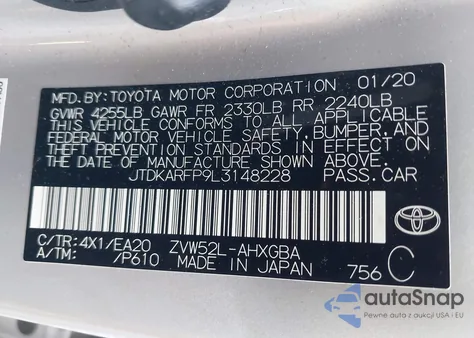 MFD. BY: TOYOTA MOTOR CORPORATION 01/20
GVWR 4255LB GAWR FR 2330LB RR 2240LB
THIS VEHICLE CONFORMS TO ALL APPLICABLE
FEDERAL MOTOR VEHICLE SAFETY, BUMPER, AND
THEFT PREVENTION STANDARDS IN EFFECT ON
THE DATE OF MANUFACTURE SHOWN ABOVE.
JTDKARFP9L3148228 PASS.CAR
C/TR: 4X1/EA20 ZVW52L-AHXGBA
A/TM: /P610 MADE IN JAPAN 756 C
TOYOTA
autoSnap
Pewne auto z USA i EU